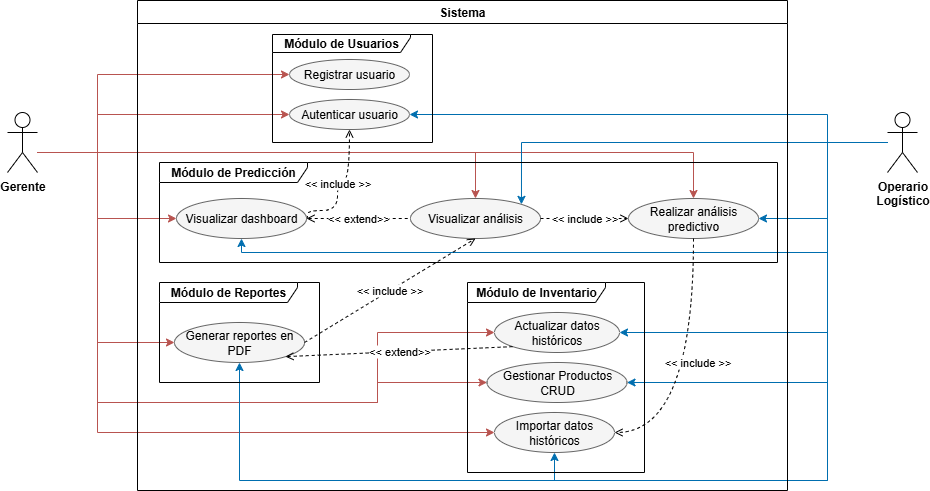 Sistema
Módulo de Usuarios
Registrar usuario
Autenticar usuario
Gerente
Operario
Logístico
Módulo de Predicción
<< include >>
Visualizar dashboard
<< extend>>
Visualizar análisis
<< include >>
Realizar análisis
predictivo
Módulo de Reportes
<< include >>
Módulo de Inventario
Generar reportes en
PDF
Actualizar datos
históricos
<< extend>>
<< include >>
Gestionar Productos
CRUD
Importar datos
históricos